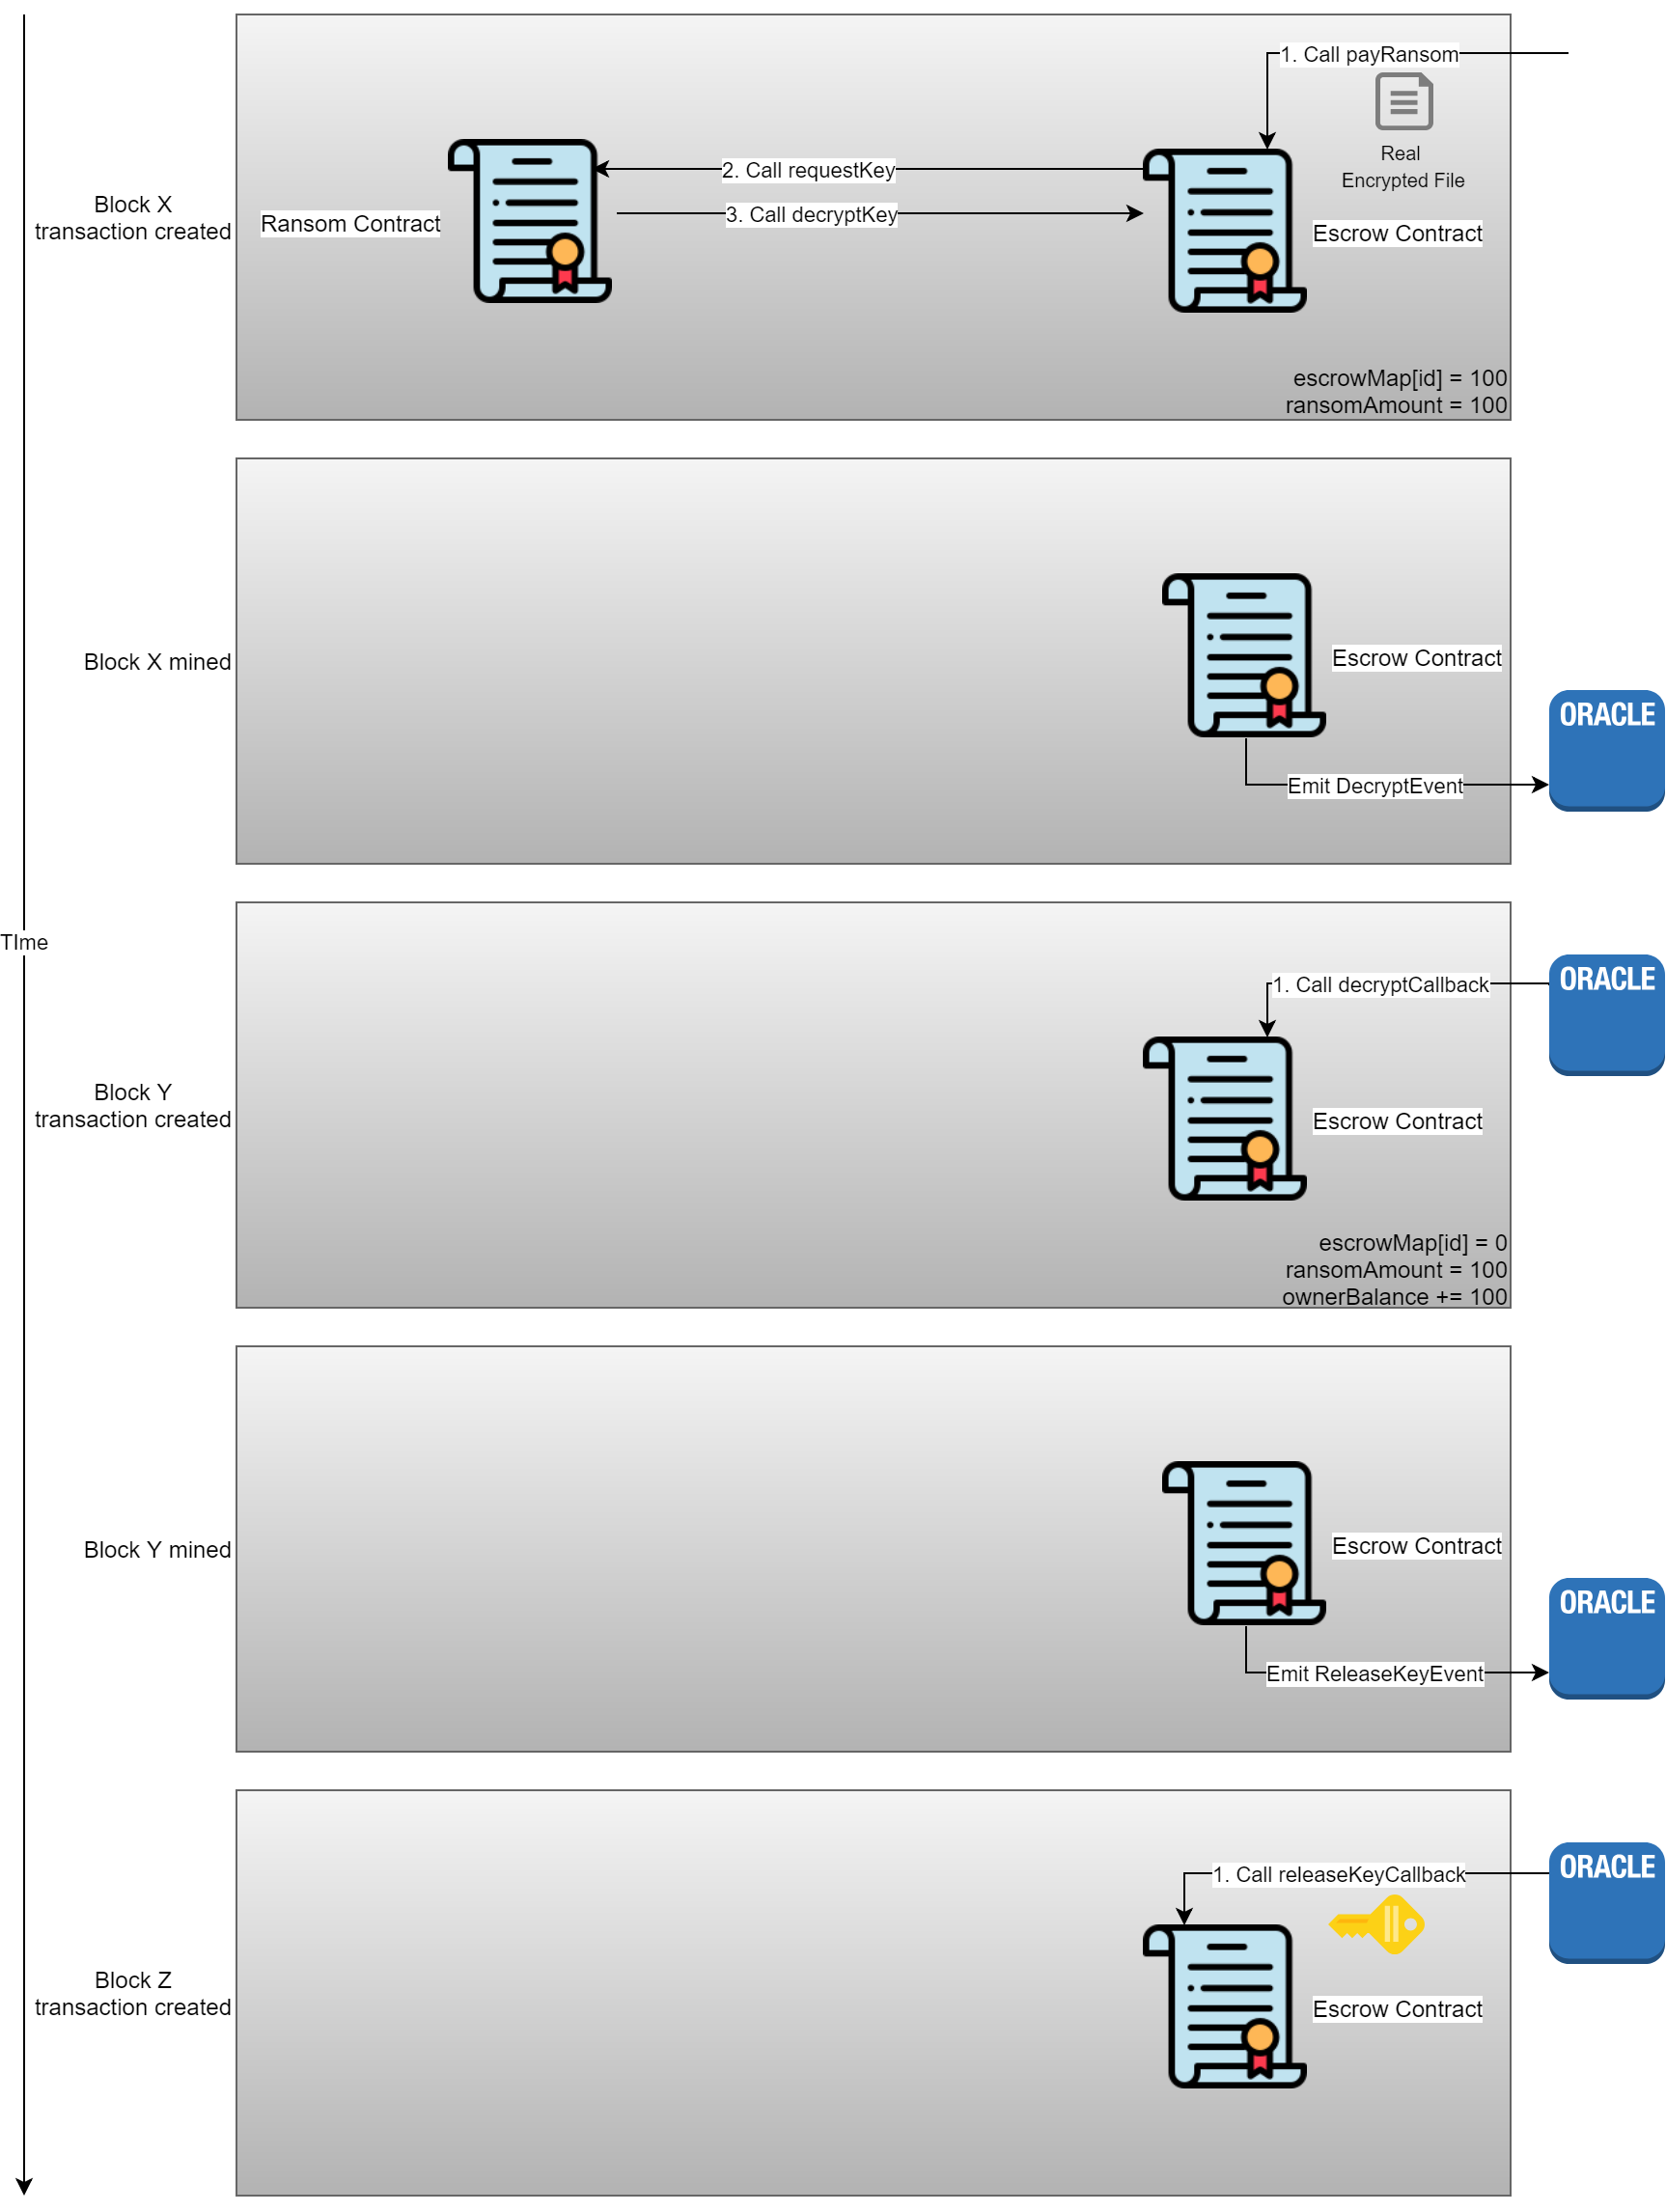 1. Call payRansom
Real
Encrypted File
2. Call requestKey
3. Call decryptKey
Block X
transaction created
Ransom Contract
Escrow Contract
escrowMap[id] = 100
ransomAmount = 100
Block X mined
Escrow Contract
ORACLE
Emit DecryptEvent
TIme
1. Call decryptCallback
ORACLE
Block Y
transaction created
Escrow Contract
escrowMap[id] = 0
ransomAmount = 100
ownerBalance += 100
Block Y mined
Escrow Contract
ORACLE
Emit ReleaseKeyEvent
1. Call releaseKeyCallback
ORACLE
Block Z
transaction created
Escrow Contract